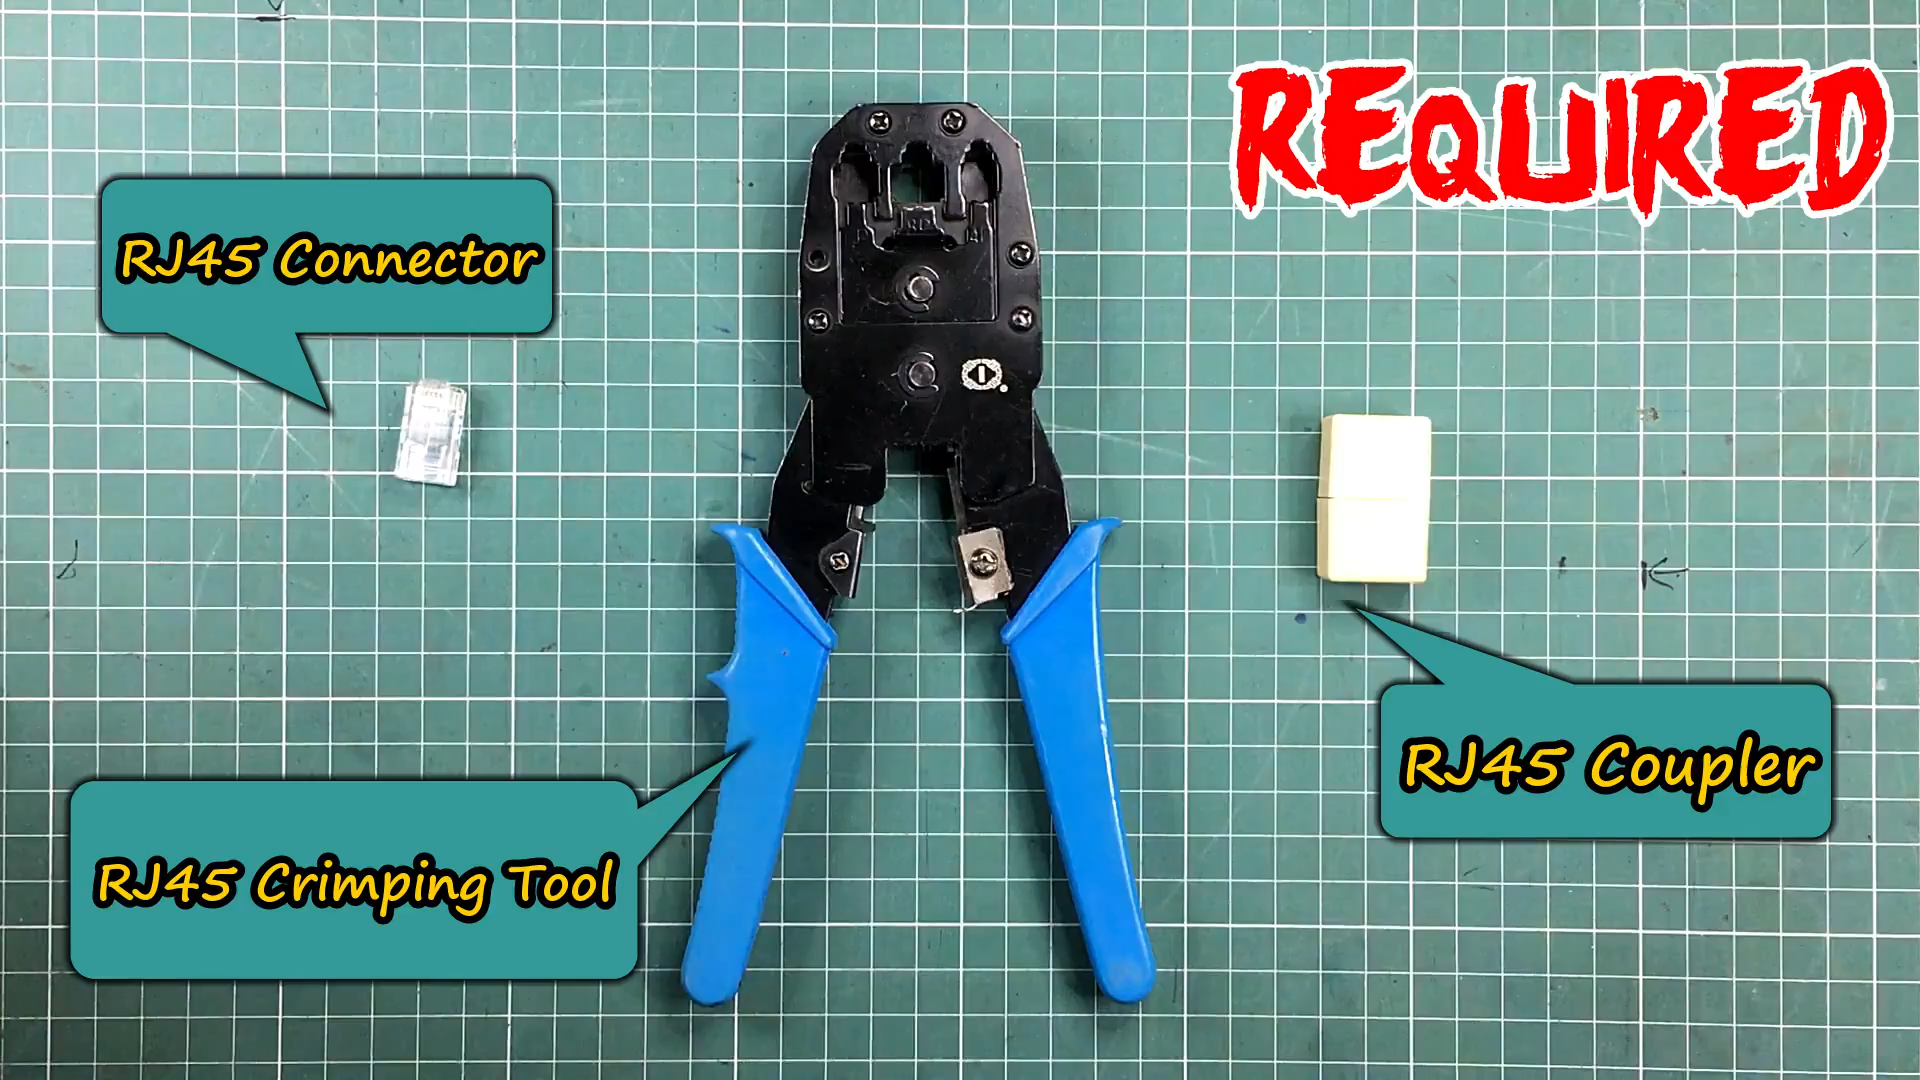 REQUIRED
RJ45 Connector
RJ45 Coupler
RJ45 Crimping Tool